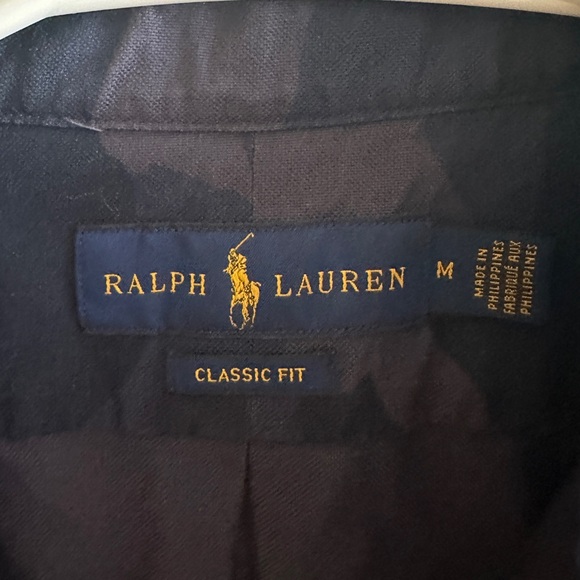 RALPH LAUREN
M
MADE IN
PHILIPPINES
FABRIQUÉ AUX
PHILIPPINES
CLASSIC FIT